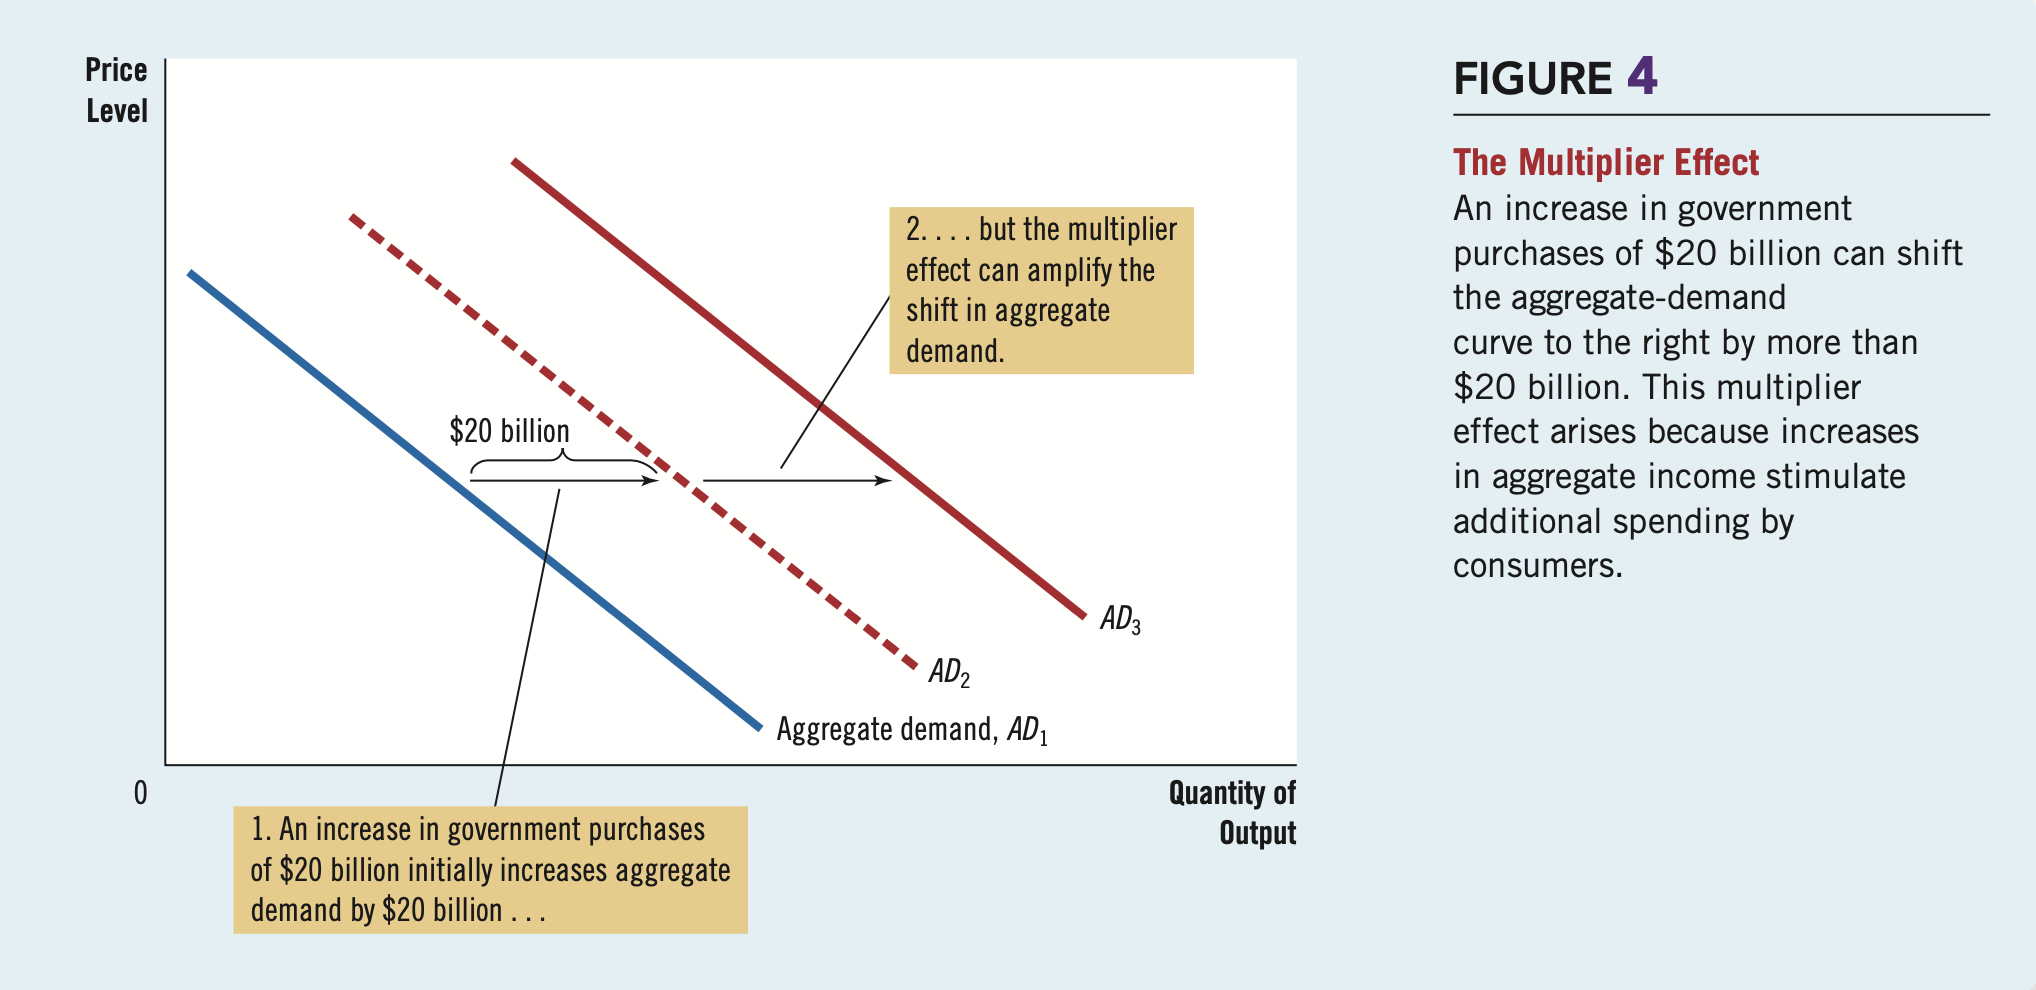 Price
Level
2. . . . but the multiplier
effect can amplify the
shift in aggregate
demand.
$20 billion
AD3
AD2
Aggregate demand, AD1
0
Quantity of
Output
1. An increase in government purchases
of $20 billion initially increases aggregate
demand by $20 billion . . .
FIGURE 4
The Multiplier Effect
An increase in government
purchases of $20 billion can shift
the aggregate-demand
curve to the right by more than
$20 billion. This multiplier
effect arises because increases
in aggregate income stimulate
additional spending by
consumers.